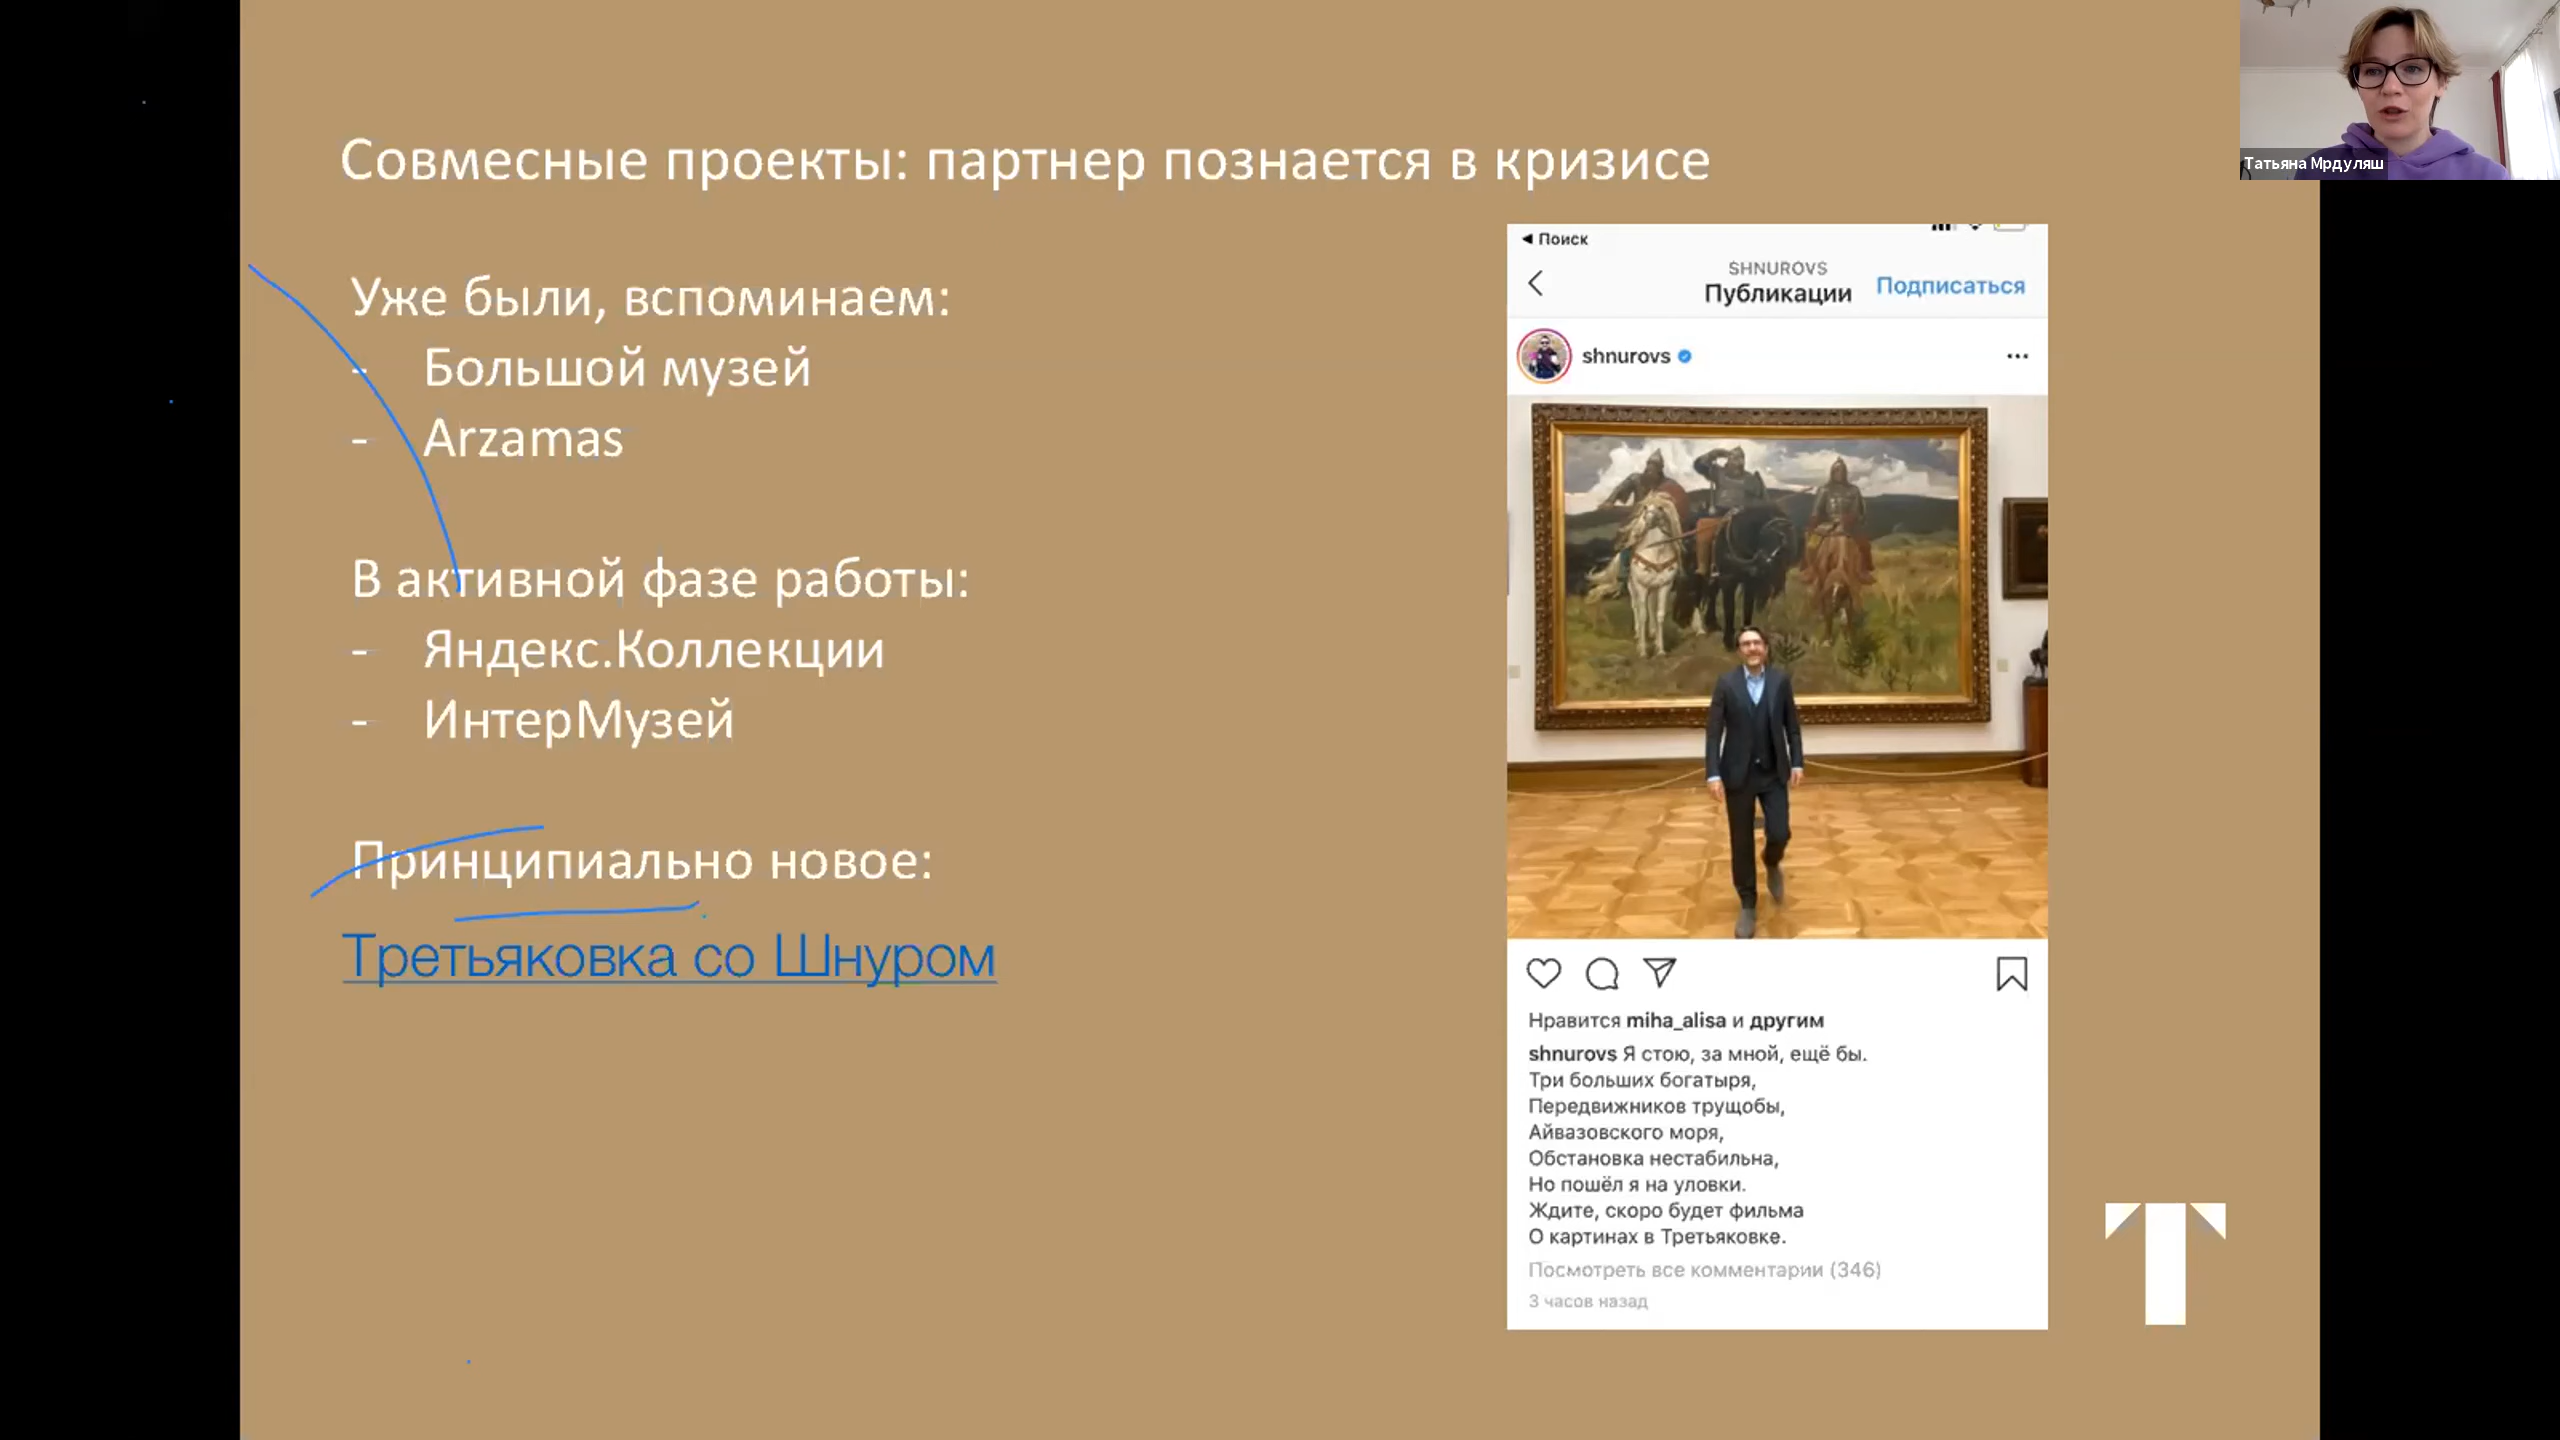 Совмесные проекты: партнер познается в кризисе
Уже были, вспоминаем:
- Большой музей
- Arzamas
В активной фазе работы:
- Яндекс.Коллекции
- ИнтерМузей
Принципиально новое:
Третьяковка со Шнуром
Поиск
SHNUROVS
Публикации
Подписаться
shnurovs
Нравится miha_alisa и другим
shnurovs Я стою, за мной, ещё бы.
Три больших богатыря,
Передвижников трущобы,
Айвазовского моря,
Обстановка нестабильна,
Но пошёл я на уловки.
Ждите, скоро будет фильма
О картинах в Третьяковке.
Посмотреть все комментарии (346)
3 часов назад
Татьяна Мрдуляш